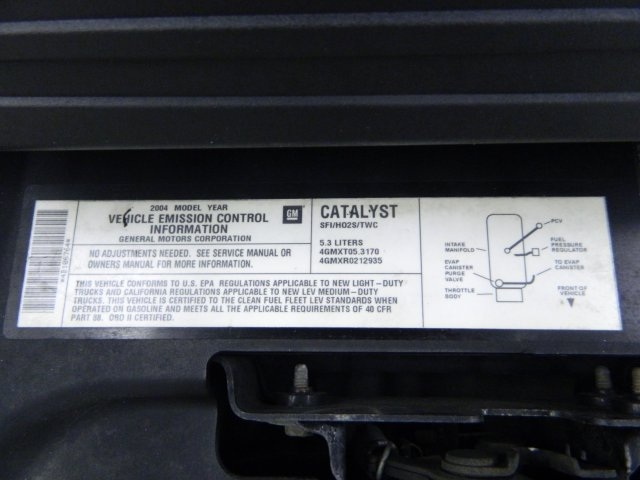 2004 MODEL YEAR
VEHICLE EMISSION CONTROL
INFORMATION
GENERAL MOTORS CORPORATION
GM
NO ADJUSTMENTS NEEDED. SEE SERVICE MANUAL OR
OWNERS MANUAL FOR MORE INFORMATION.
THIS VEHICLE CONFORMS TO U.S. EPA REGULATIONS APPLICABLE TO NEW LIGHT-DUTY
TRUCKS AND CALIFORNIA REGULATIONS APPLICABLE TO NEW LEV MEDIUM-DUTY
TRUCKS. THIS VEHICLE IS CERTIFIED TO THE CLEAN FUEL FLEET LEV STANDARDS WHEN
OPERATED ON GASOLINE AND MEETS ALL THE APPLICABLE REQUIREMENTS OF 40 CFR
PART 88. OBD II CERTIFIED.
CATALYST
SFI/HO2S/TWC
5.3 LITERS
4GMXT05.3170
4GMXR0212935
PCV
INTAKE
MANIFOLD
FUEL
PRESSURE
REGULATOR
EVAP
CANISTER
PURGE
VALVE
TO EVAP
CANISTER
THROTTLE
BODY
FRONT OF
VEHICLE